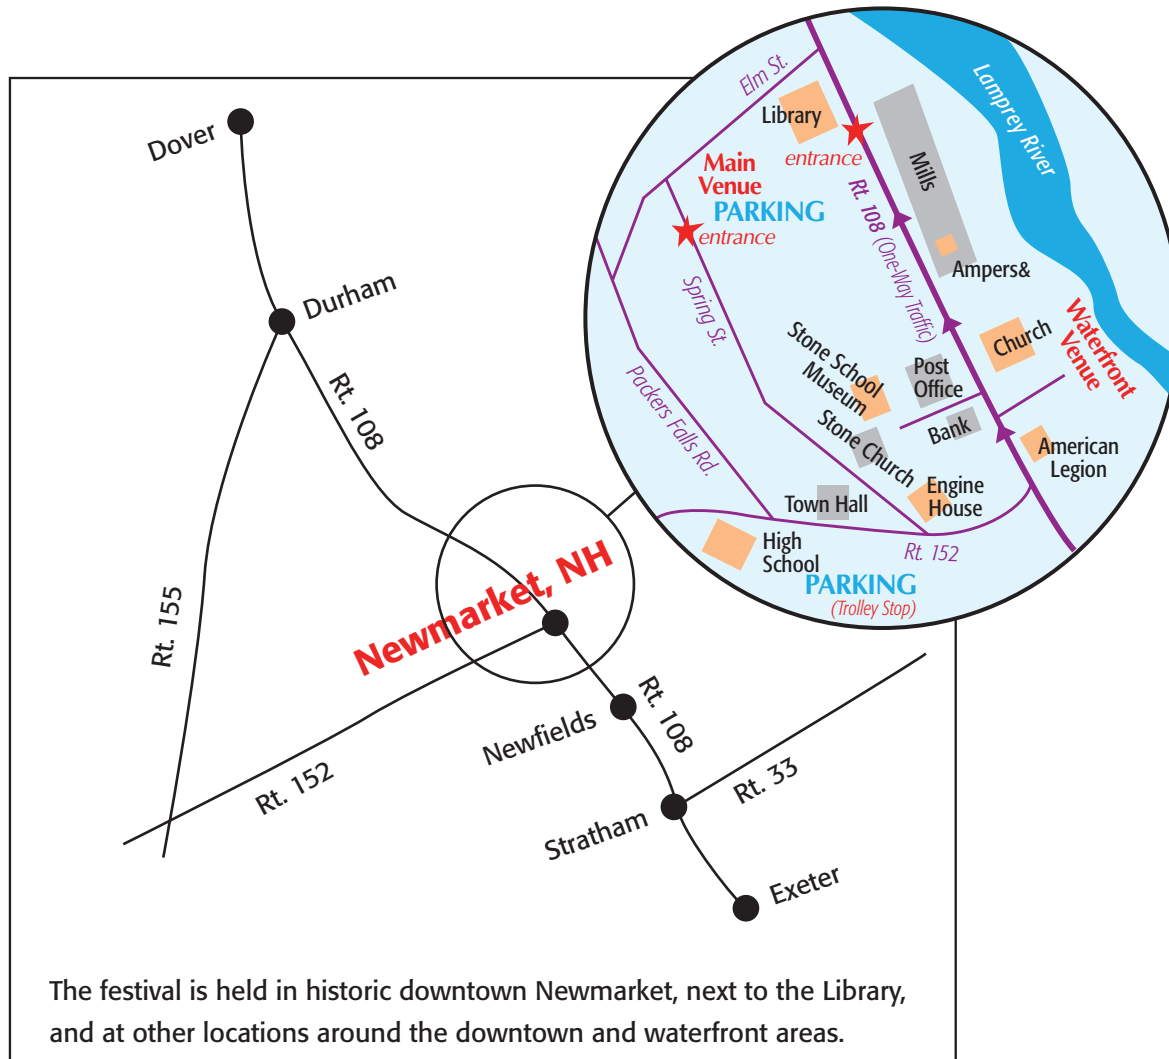 Dover
Durham
Rt. 108
Rt. 155
Newmarket, NH
Rt. 152
Newfields
Rt. 108
Stratham
Rt. 33
Exeter
Elm St.
Library
entrance
Main
Venue
PARKING
entrance
Mills
Lamprey River
Rt. 108 (One-Way Traffic)
Ampers&
Spring St.
Packers Falls Rd.
Stone School
Museum
Post
Office
Church
Waterfront
Venue
Stone Church
Bank
American
Legion
Engine
House
Town Hall
Rt. 152
High
School
PARKING
(Trolley Stop)
The festival is held in historic downtown Newmarket, next to the Library,
and at other locations around the downtown and waterfront areas.